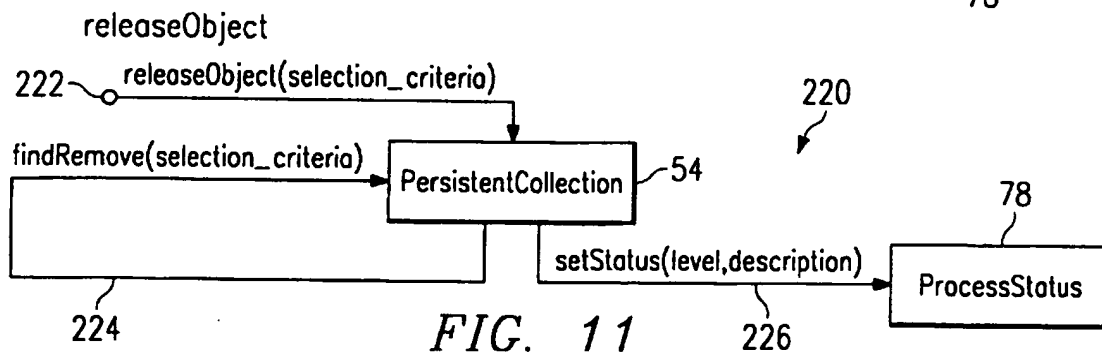 releaseObject
222
releaseObject(selection_criteria)
220
findRemove(selection_criteria)
PersistentCollection
54
78
setStatus(level,description)
ProcessStatus
224
FIG. 11
226